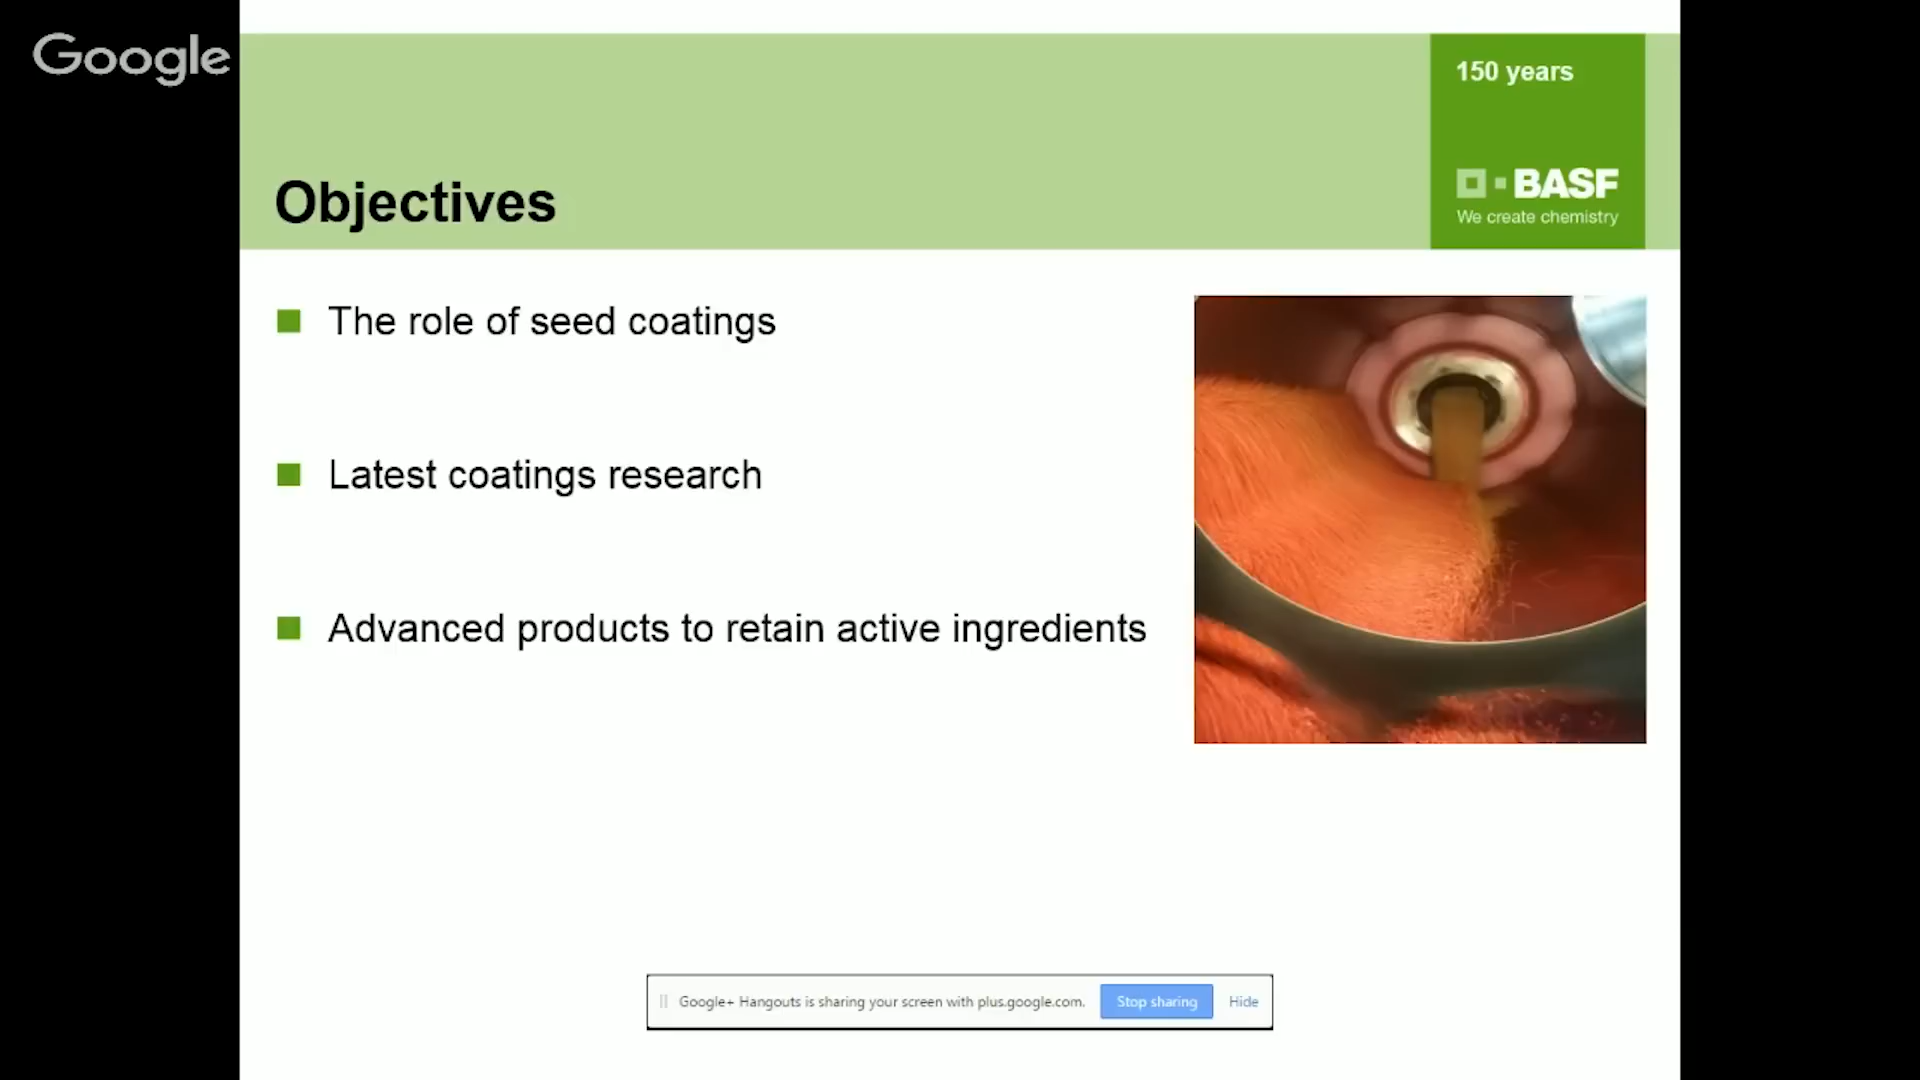 Google
150 years
BASF
We create chemistry
Objectives
The role of seed coatings
Latest coatings research
Advanced products to retain active ingredients
Google+ Hangouts is sharing your screen with plus.google.com. Stop sharing Hide